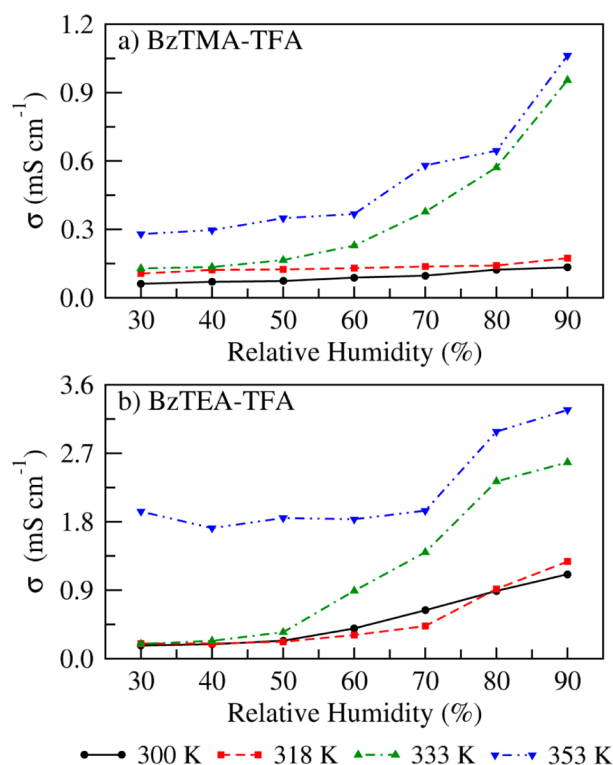 a) BzTMA-TFA
1.2
0.9
0.6
0.3
0.0
σ (mS cm⁻¹)
30 40 50 60 70 80 90
Relative Humidity (%)
b) BzTEA-TFA
3.6
2.7
1.8
0.9
0.0
σ (mS cm⁻¹)
30 40 50 60 70 80 90
Relative Humidity (%)
300 K 318 K 333 K 353 K